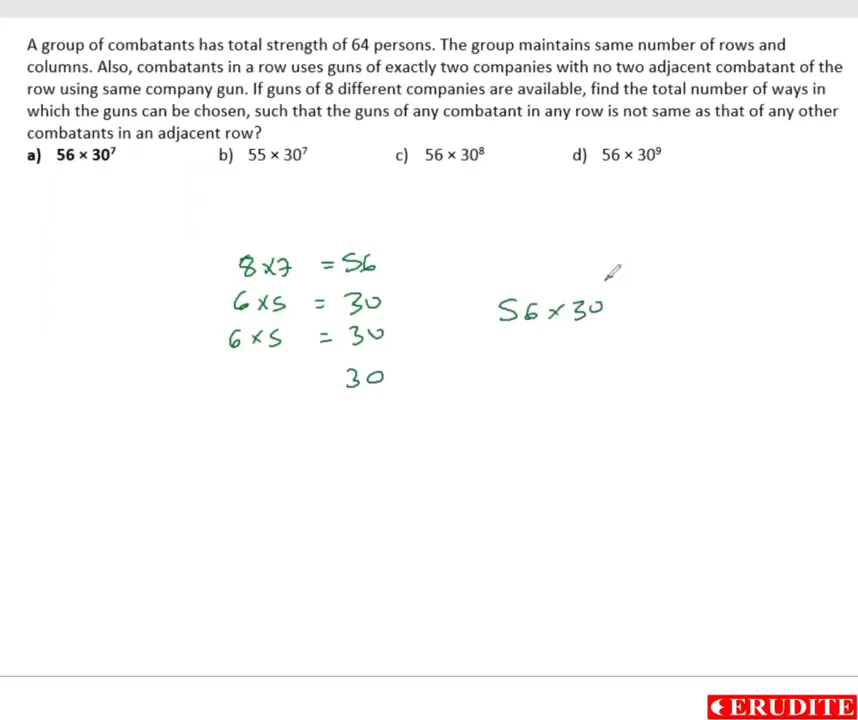 A group of combatants has total strength of 64 persons. The group maintains same number of rows and
columns. Also, combatants in a row uses guns of exactly two companies with no two adjacent combatant of the
row using same company gun. If guns of 8 different companies are available, find the total number of ways in
which the guns can be chosen, such that the guns of any combatant in any row is not same as that of any other
combatants in an adjacent row?
a) 56 × 30⁷ b) 55 × 30⁷ c) 56 × 30⁸ d) 56 × 30⁹
8 x 7 = 56
6 x 5 = 30
56 x 30
6 x 5 = 30
30
ERUDITE